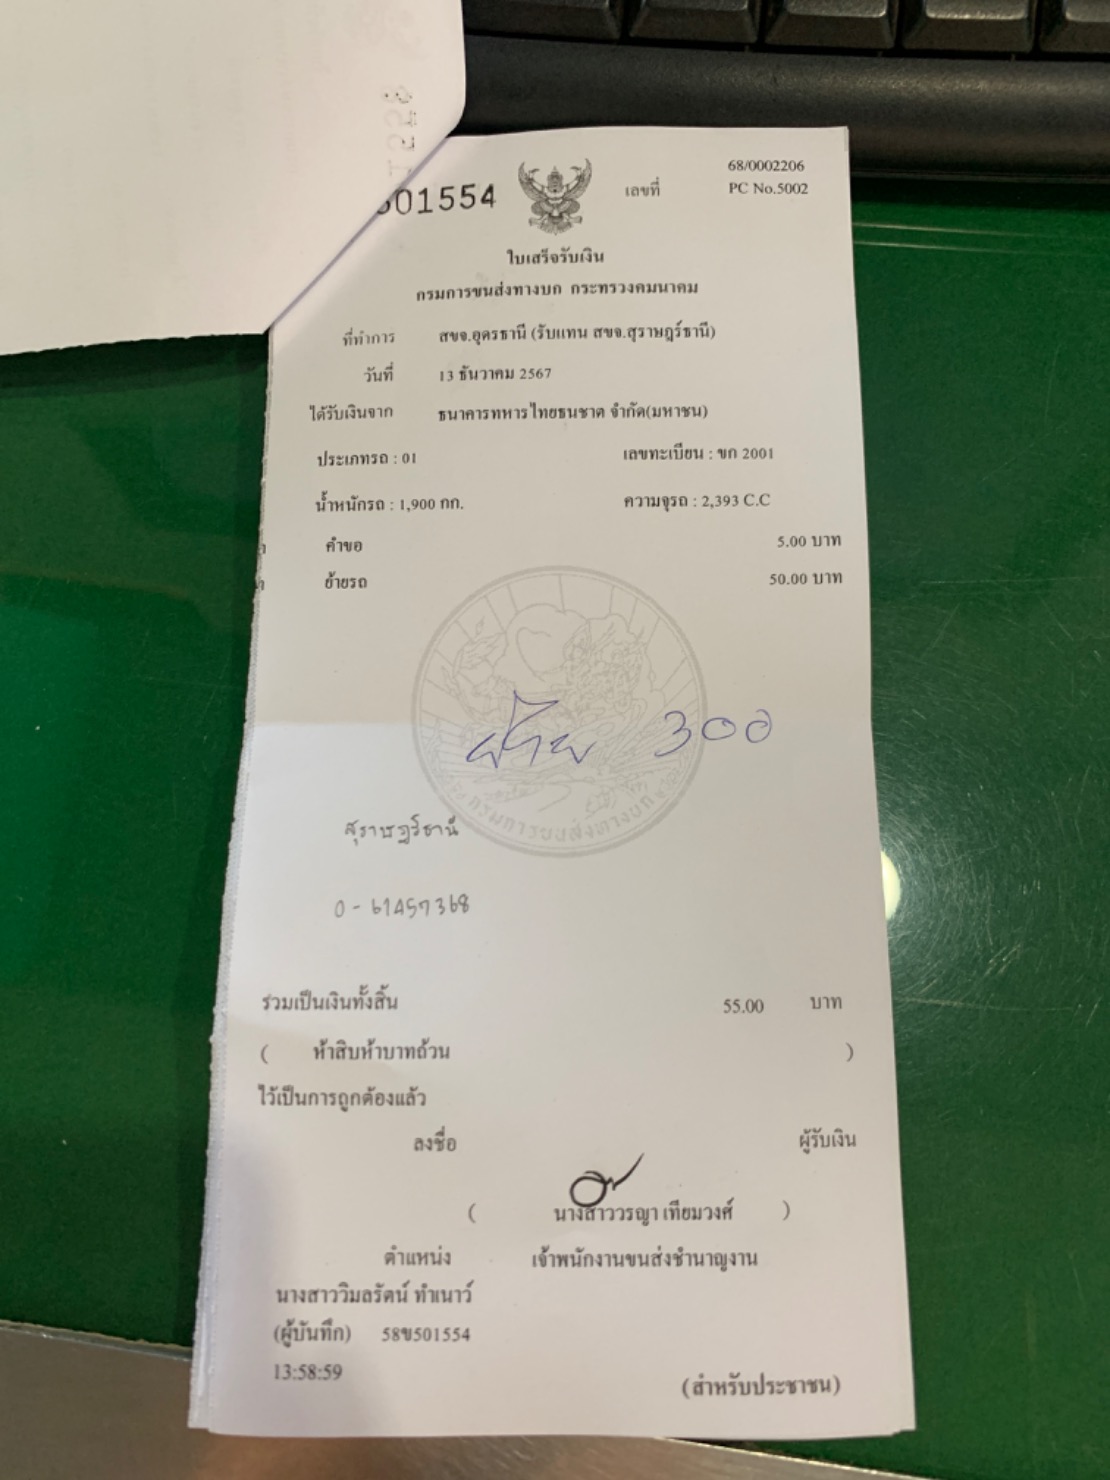 501554
เลขที่ 68/0002206
PC No.5002
ใบเสร็จรับเงิน
กรมการขนส่งทางบก กระทรวงคมนาคม
ที่ทำการ สขจ.อุดรธานี (รับแทน สขจ.สุราษฎร์ธานี)
วันที่ 13 ธันวาคม 2567
ได้รับเงินจาก ธนาคารทหารไทยธนชาต จำกัด(มหาชน)
ประเภทรถ : 01 เลขทะเบียน : ขก 2001
น้ำหนักรถ : 1,900 กก. ความจุรถ : 2,393 C.C
คำขอ 5.00 บาท
ย้ายรถ 50.00 บาท
300
กรมการขนส่งทางบก
สุราษฎร์ธานี
0-61457368
รวมเป็นเงินทั้งสิ้น 55.00 บาท
( ห้าสิบห้าบาทถ้วน )
ไว้เป็นการถูกต้องแล้ว
ลงชื่อ ผู้รับเงิน
( นางสาววรญา เทียมวงศ์ )
ตำแหน่ง เจ้าพนักงานขนส่งชำนาญงาน
นางสาววิมลรัตน์ ทำเนาว์
(ผู้บันทึก) 58ข501554
13:58:59
(สำหรับประชาชน)